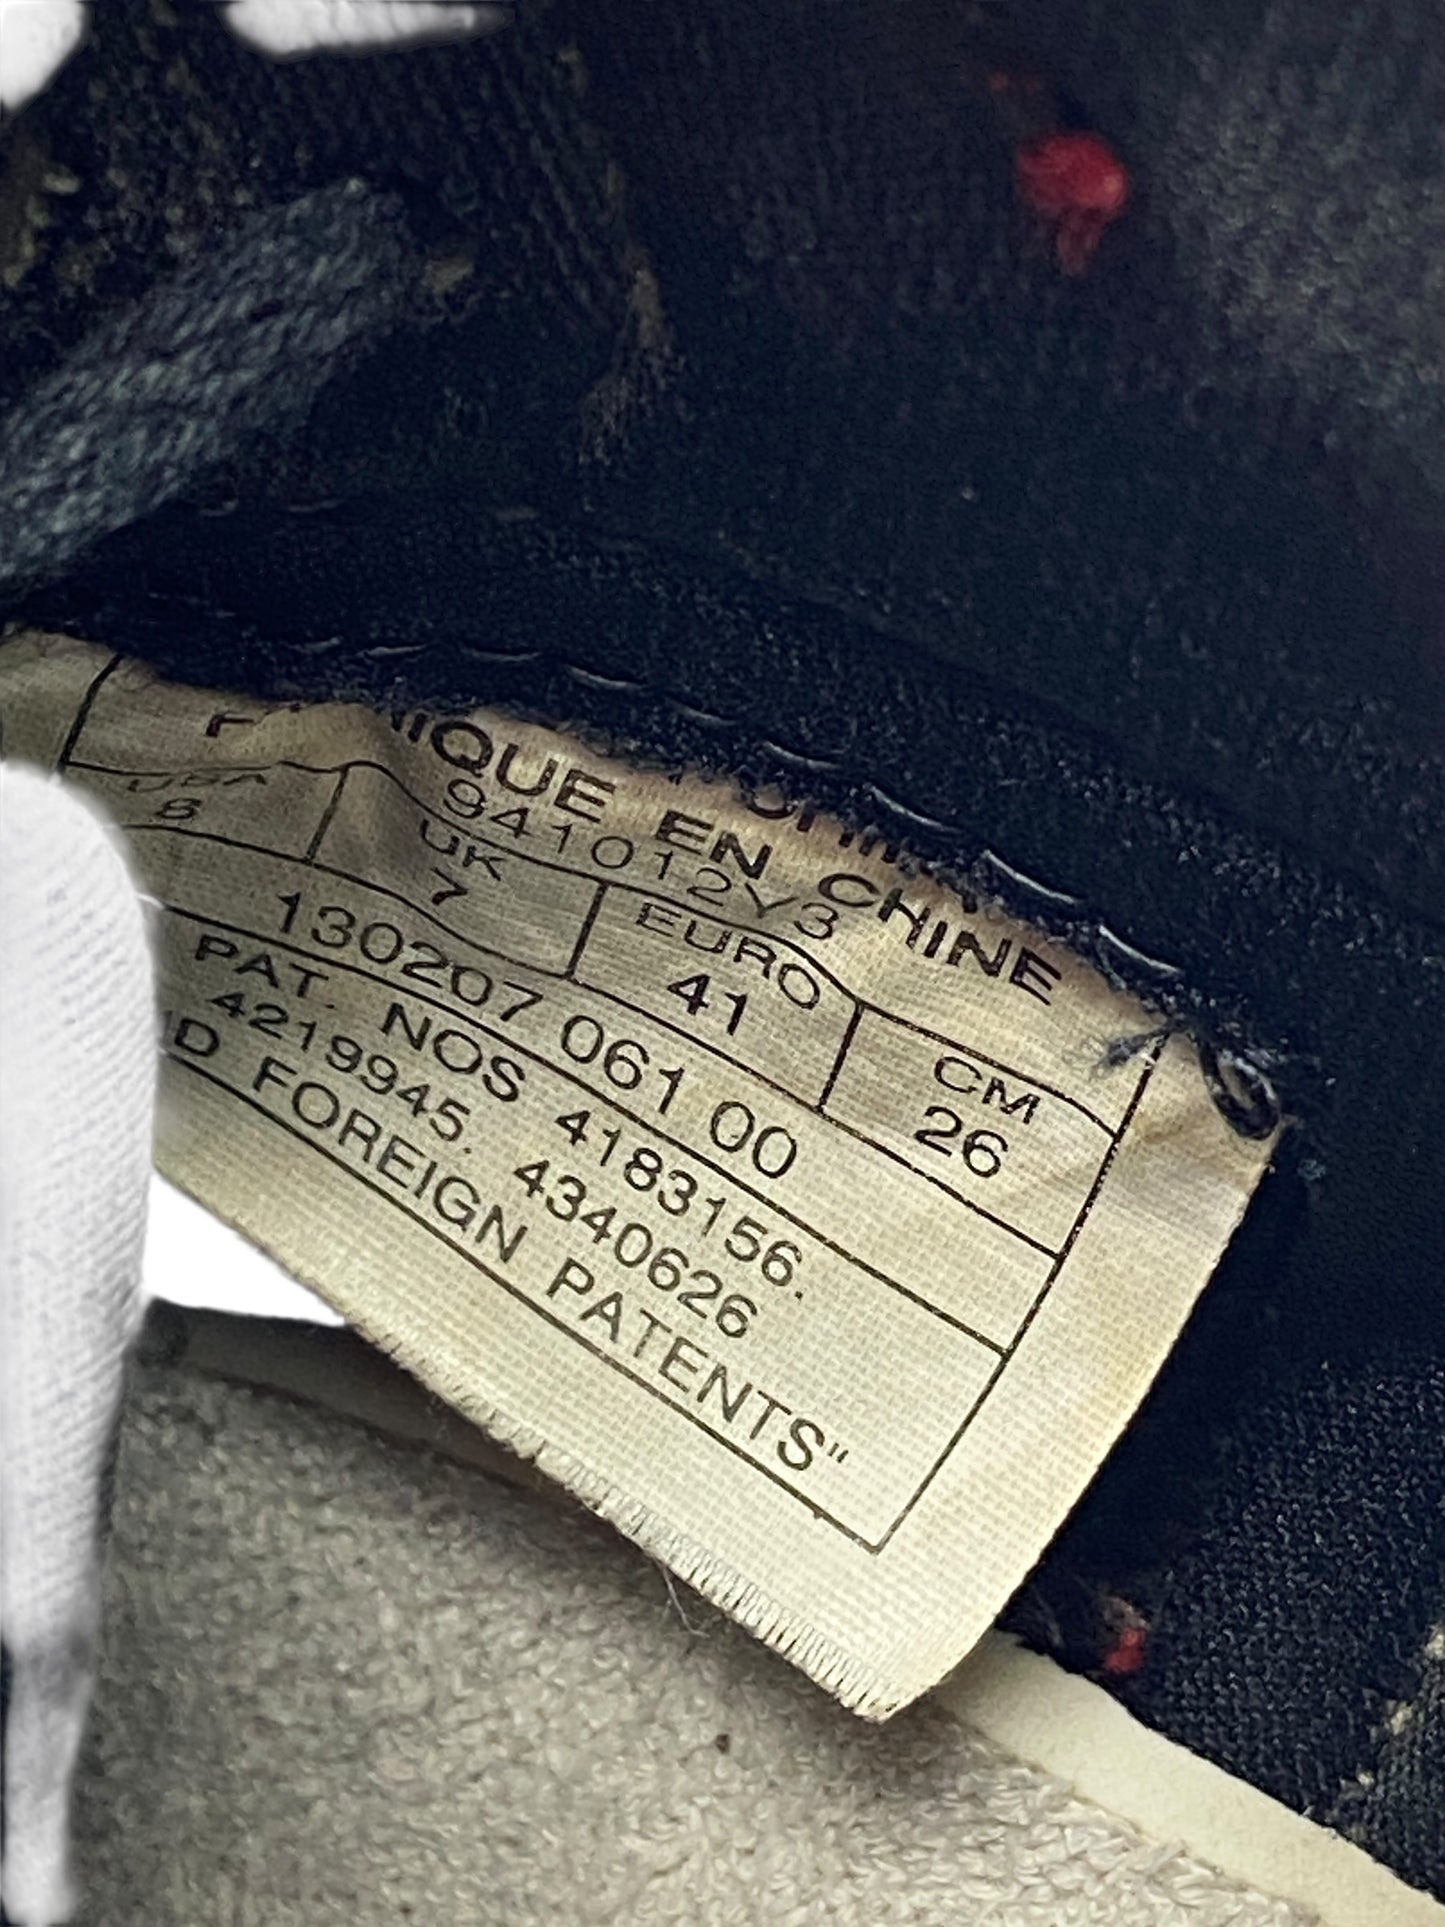 FABRIQUE EN CHINE
941012Y3
USA UK EURO CM
8 7 41 26
130207 061 00
PAT. NOS 4183156.
4219945. 4340626
D FOREIGN PATENTS"